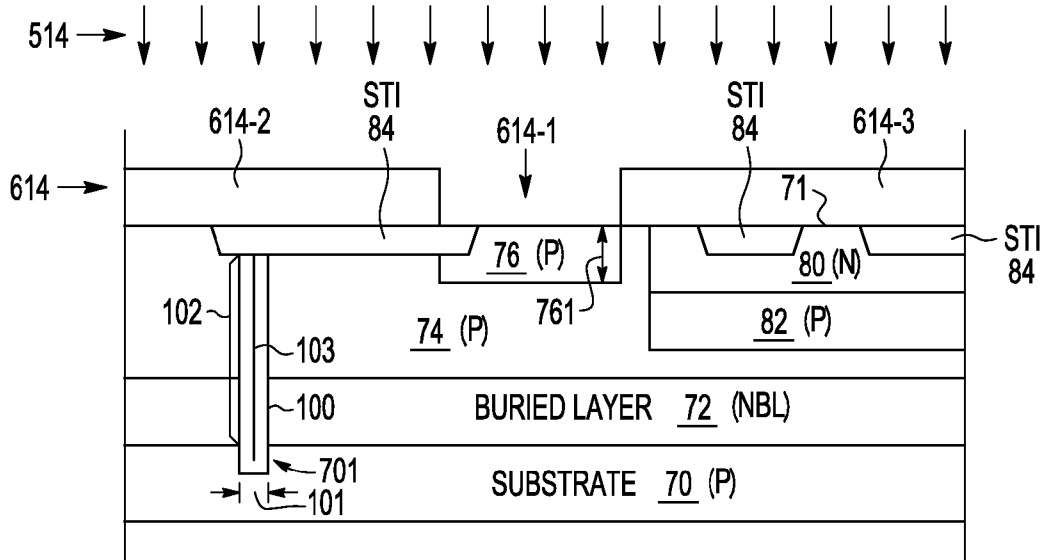 514
STI
84
STI
84
614-2
614-1
614-3
614
71
76 (P)
80 (N)
STI
84
761
102
74 (P)
82 (P)
103
100
BURIED LAYER 72 (NBL)
701
101
SUBSTRATE 70 (P)